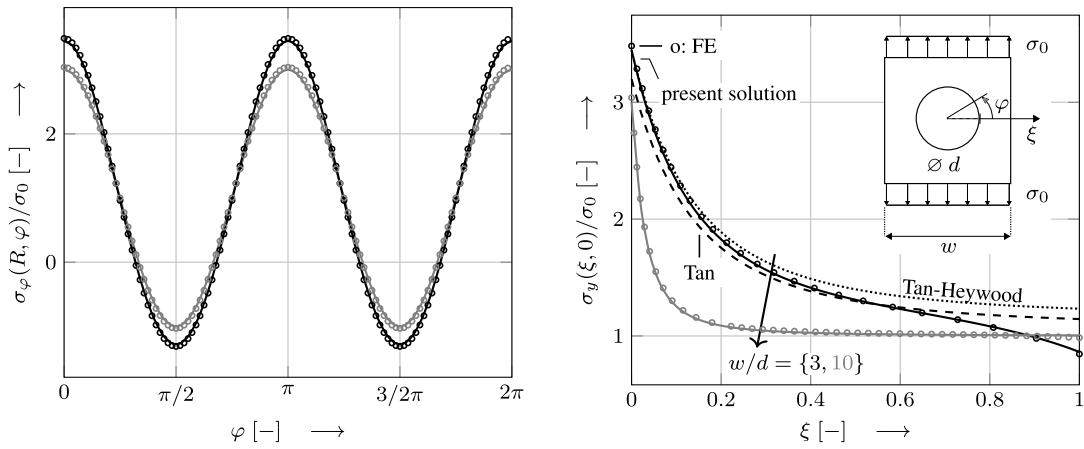 σφ(R, φ)/σ0 [−] ⟶
2
0
0
π/2
π
3/2π
2π
φ [−] ⟶
σy(ξ, 0)/σ0 [−] ⟶
3
2
1
o: FE
present solution
Tan
Tan-Heywood
w/d = {3, 10}
σ0
φ
ξ
∅ d
σ0
w
0
0.2
0.4
0.6
0.8
1
ξ [−] ⟶